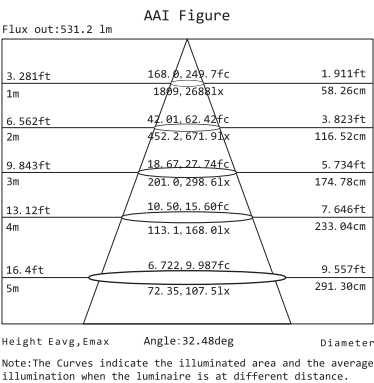 AAI Figure
Flux out:531.2 lm
3.281ft 168.0,249.7fc 1.911ft
1m 1809,2688lx 58.26cm
6.562ft 42.01,62.42fc 3.823ft
2m 452.2,671.9lx 116.52cm
9.843ft 18.67,27.74fc 5.734ft
3m 201.0,298.6lx 174.78cm
13.12ft 10.50,15.60fc 7.646ft
4m 113.1,168.0lx 233.04cm
16.4ft 6.722,9.987fc 9.557ft
5m 72.35,107.5lx 291.30cm
Height Eavg,Emax Angle:32.48deg Diameter
Note:The Curves indicate the illuminated area and the average
illumination when the luminaire is at different distance.